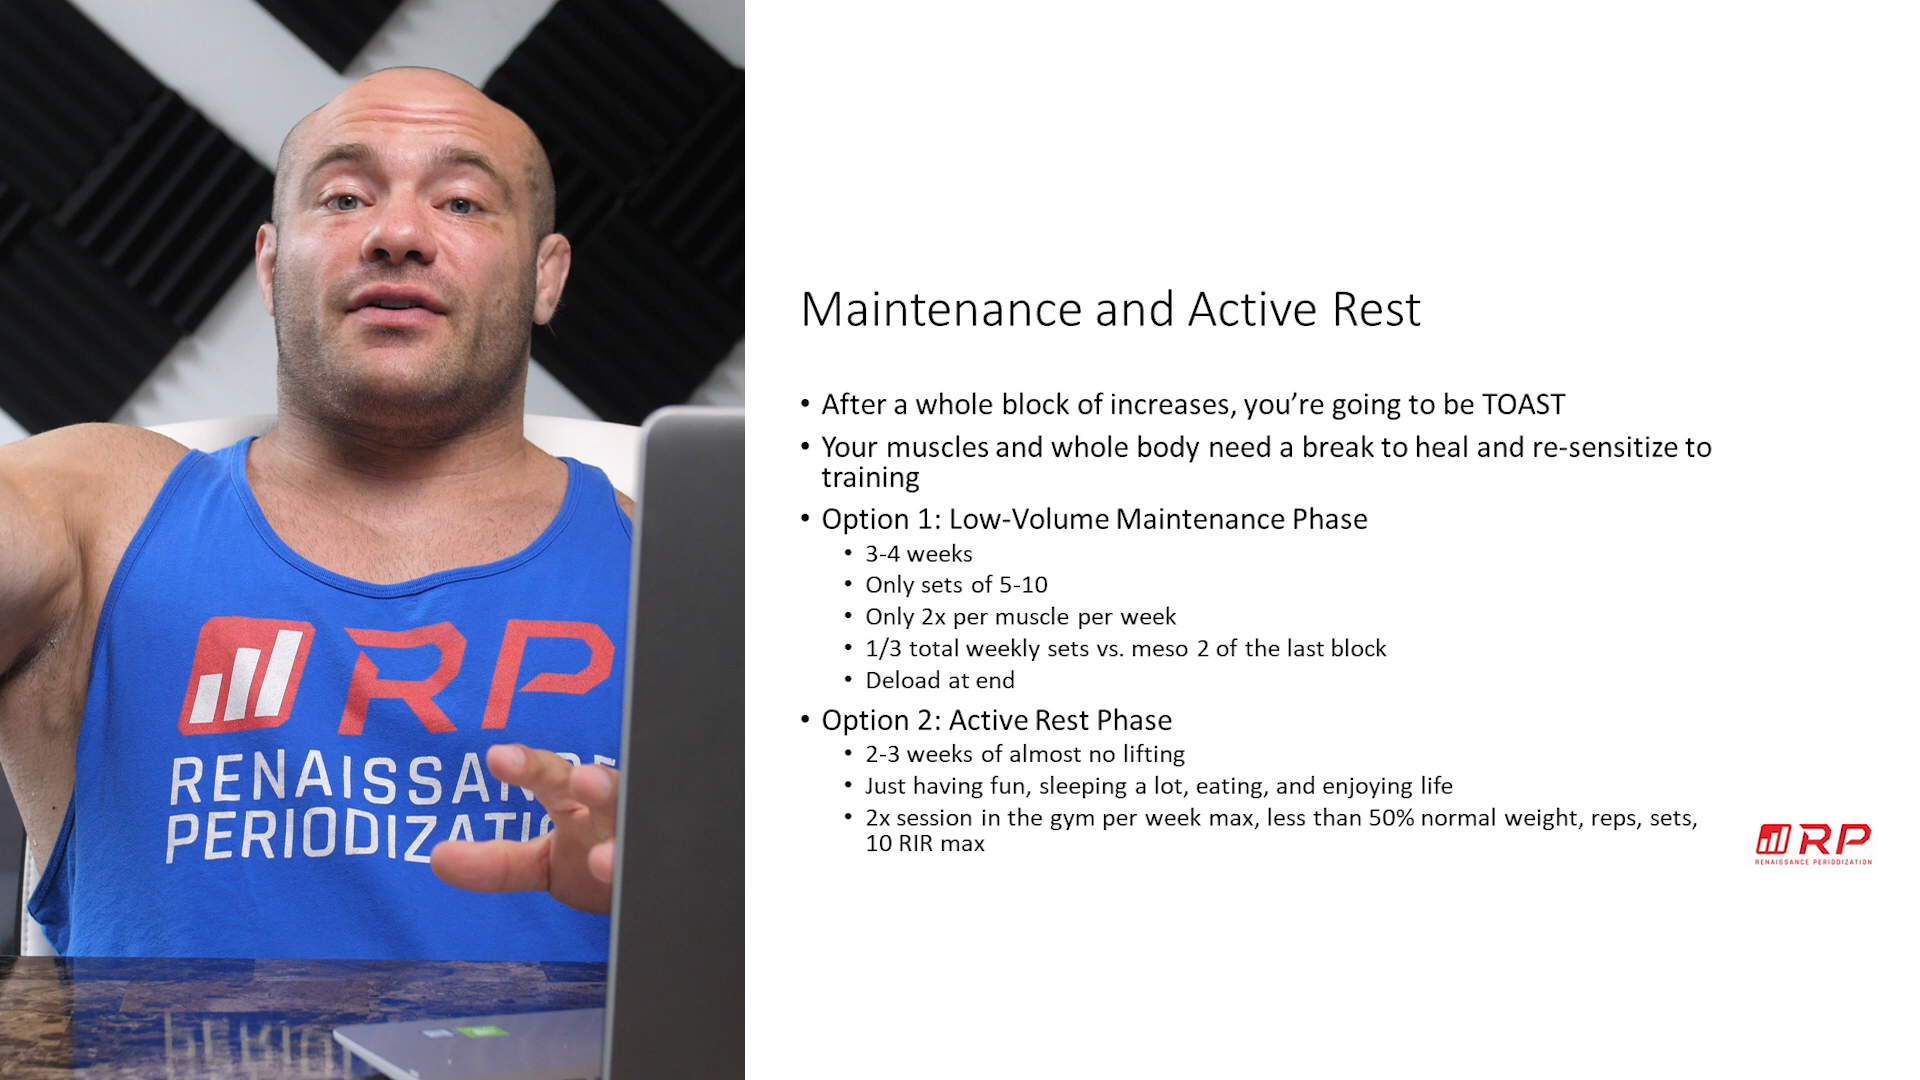 RP
RENAISSANCE
PERIODIZATIO
Maintenance and Active Rest
• After a whole block of increases, you’re going to be TOAST
• Your muscles and whole body need a break to heal and re-sensitize to
training
• Option 1: Low-Volume Maintenance Phase
• 3-4 weeks
• Only sets of 5-10
• Only 2x per muscle per week
• 1/3 total weekly sets vs. meso 2 of the last block
• Deload at end
• Option 2: Active Rest Phase
• 2-3 weeks of almost no lifting
• Just having fun, sleeping a lot, eating, and enjoying life
• 2x session in the gym per week max, less than 50% normal weight, reps, sets,
10 RIR max
RP
RENAISSANCE PERIODIZATION